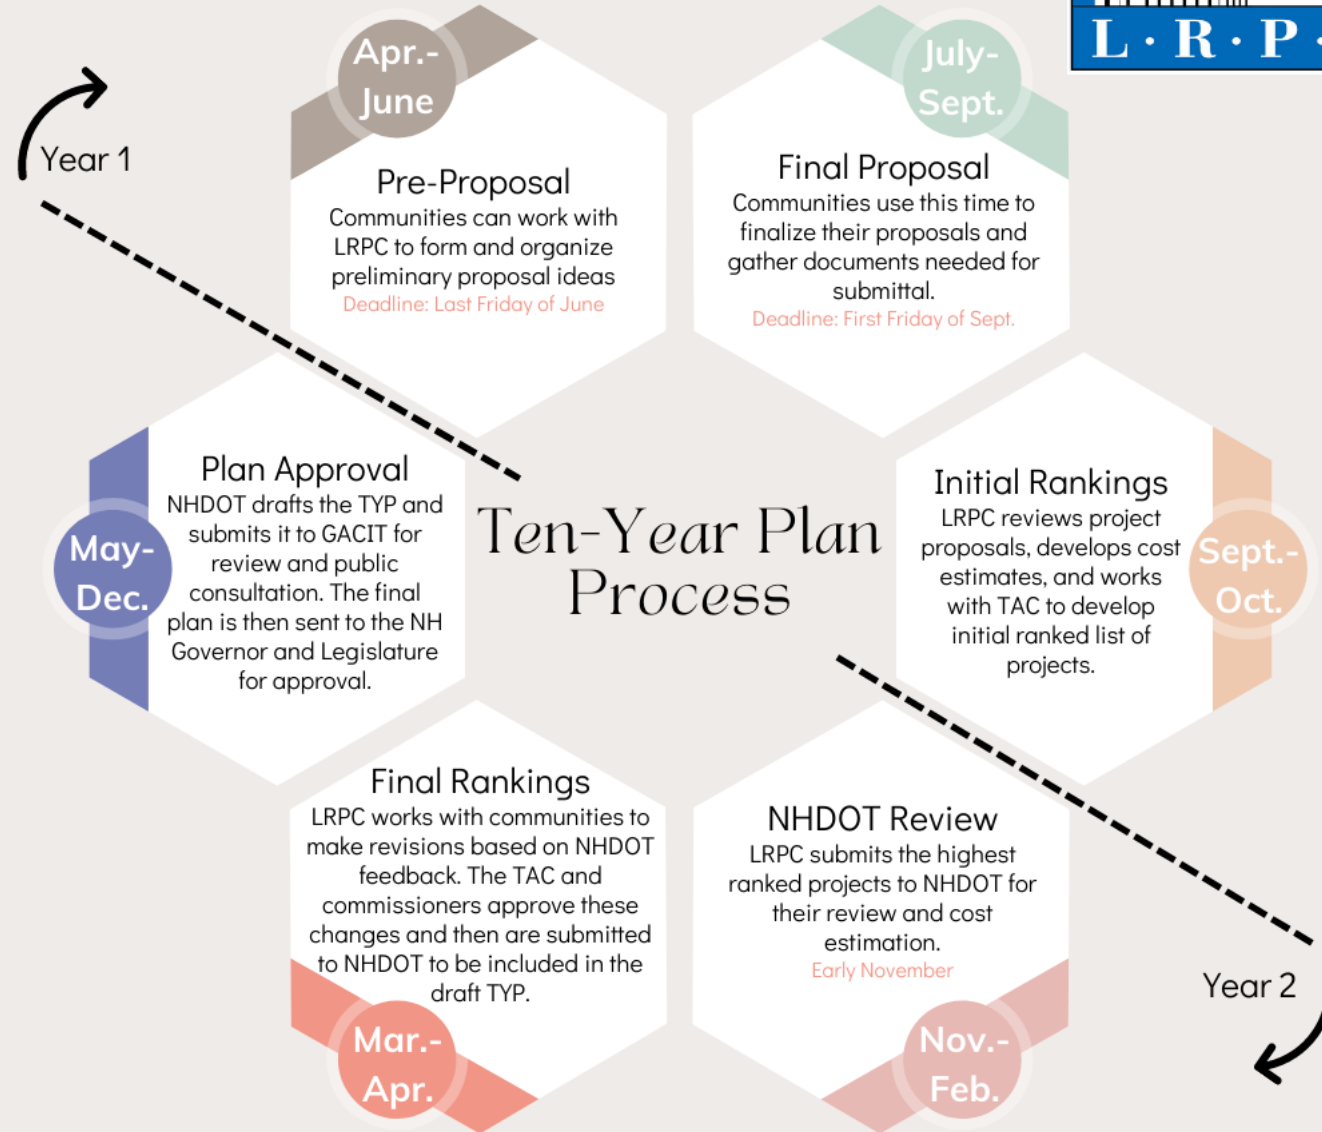 L·R·P·
Year 1
Apr.-
June
Pre-Proposal
Communities can work with
LRPC to form and organize
preliminary proposal ideas
Deadline: Last Friday of June
July-
Sept.
Final Proposal
Communities use this time to
finalize their proposals and
gather documents needed for
submittal.
Deadline: First Friday of Sept.
Ten-Year Plan
Process
Sept.-
Oct.
Initial Rankings
LRPC reviews project
proposals, develops cost
estimates, and works
with TAC to develop
initial ranked list of
projects.
Year 2
NHDOT Review
LRPC submits the highest
ranked projects to NHDOT for
their review and cost
estimation.
Early November
Nov.-
Feb.
Final Rankings
LRPC works with communities to
make revisions based on NHDOT
feedback. The TAC and
commissioners approve these
changes and then are submitted
to NHDOT to be included in the
draft TYP.
Mar.-
Apr.
May-
Dec.
Plan Approval
NHDOT drafts the TYP and
submits it to GACIT for
review and public
consultation. The final
plan is then sent to the NH
Governor and Legislature
for approval.